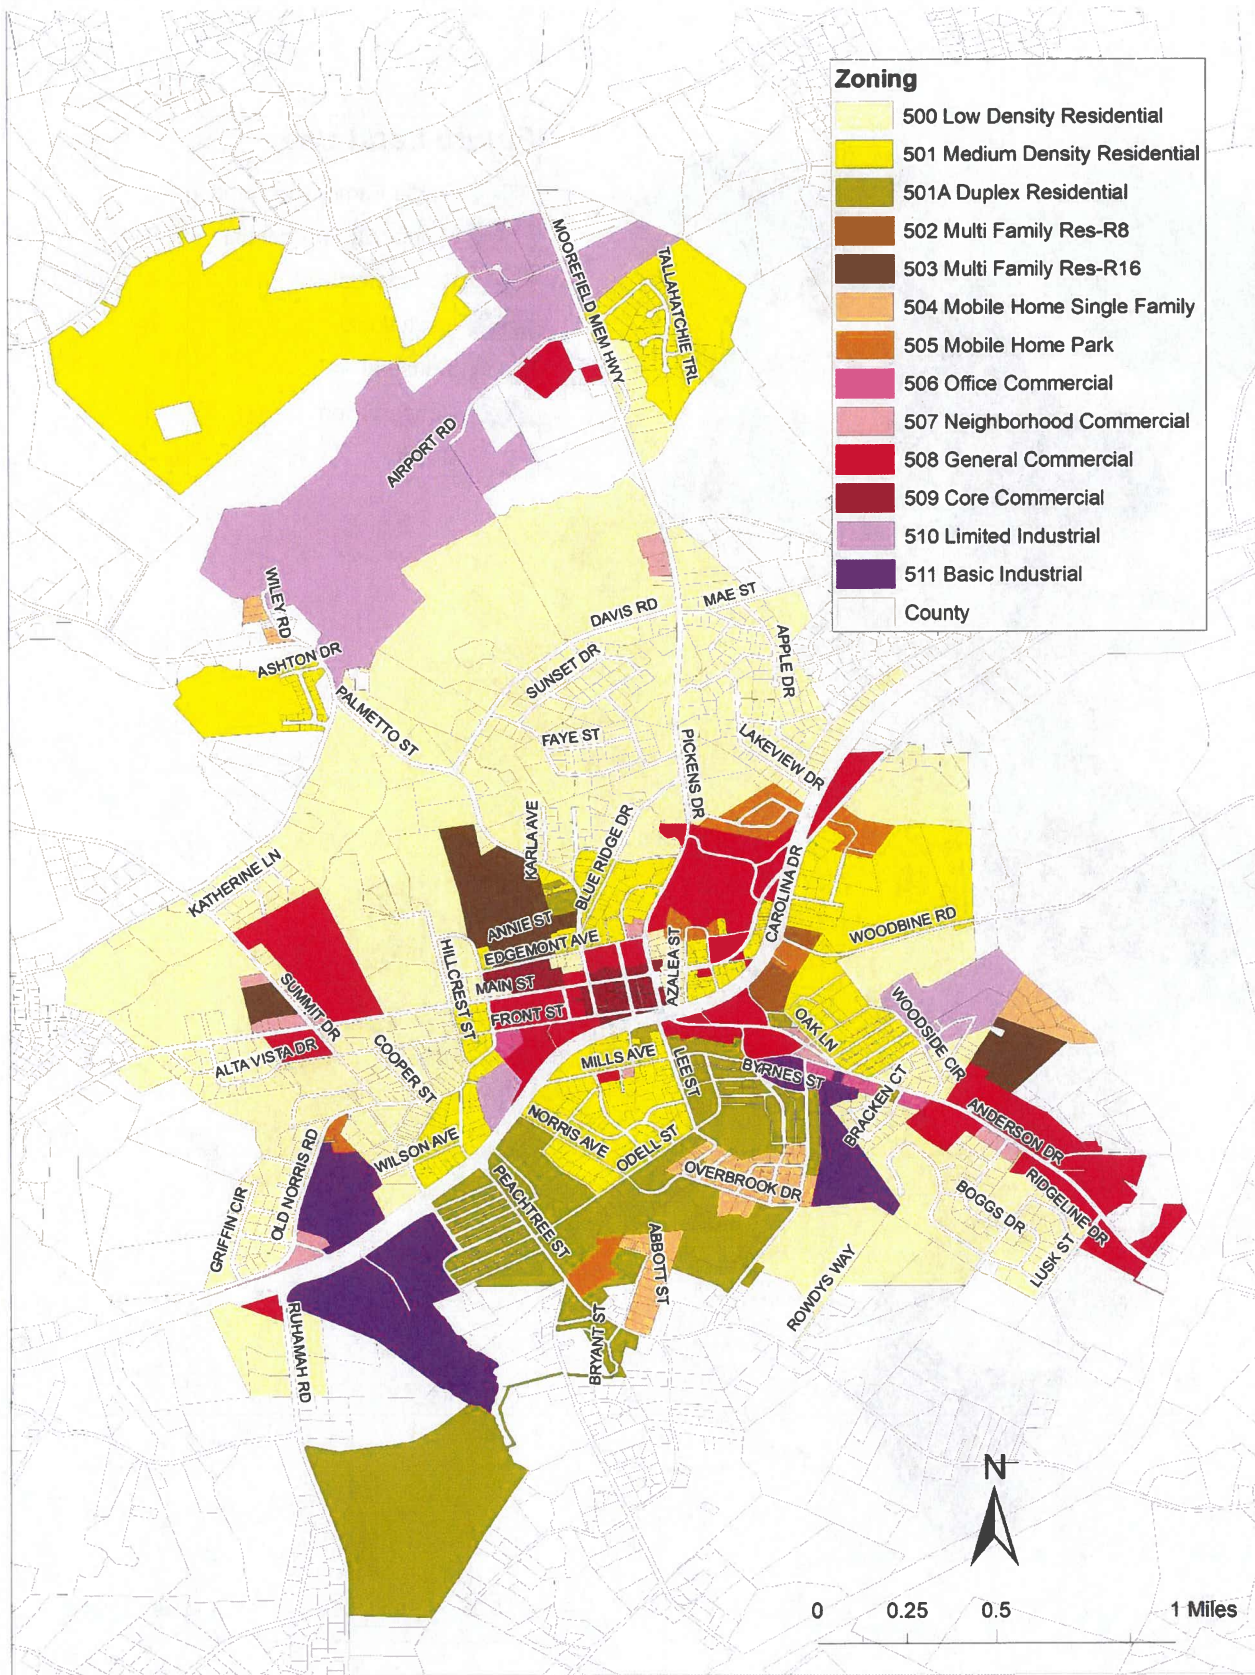 Zoning
500 Low Density Residential
501 Medium Density Residential
501A Duplex Residential
502 Multi Family Res-R8
503 Multi Family Res-R16
504 Mobile Home Single Family
505 Mobile Home Park
506 Office Commercial
507 Neighborhood Commercial
508 General Commercial
509 Core Commercial
510 Limited Industrial
511 Basic Industrial
County
MOOREFIELD MEM HWY
TALLAHATCHIE TRL
AIRPORT RD
WILEY RD
ASHTON DR
PALMETTO ST
DAVIS RD
MAE ST
SUNSET DR
APPLE DR
FAYE ST
PICKENS DR
LAKEVIEW DR
KARLA AVE
BLUE RIDGE DR
CAROLINA DR
KATHERINE LN
ANNIE ST
EDGEMONT AVE
WOODBINE RD
HILLCREST ST
MAIN ST
AZALEA ST
SUMMIT DR
FRONT ST
WOODSIDE CIR
OAK LN
ALTA VISTA DR
COOPER ST
MILLS AVE
LEE ST
BYRNES ST
BRACKEN CT
ANDERSON DR
NORRIS AVE
ODELL ST
WILSON AVE
OLD NORRIS RD
OVERBROOK DR
PEACHTREE ST
GRIFFIN CIR
BOGGS DR
RIDGELINE DR
ABBOTT ST
LUSK ST
ROWDYS WAY
RUHAMAH RD
BRYANT ST
N
0 0.25 0.5 1 Miles